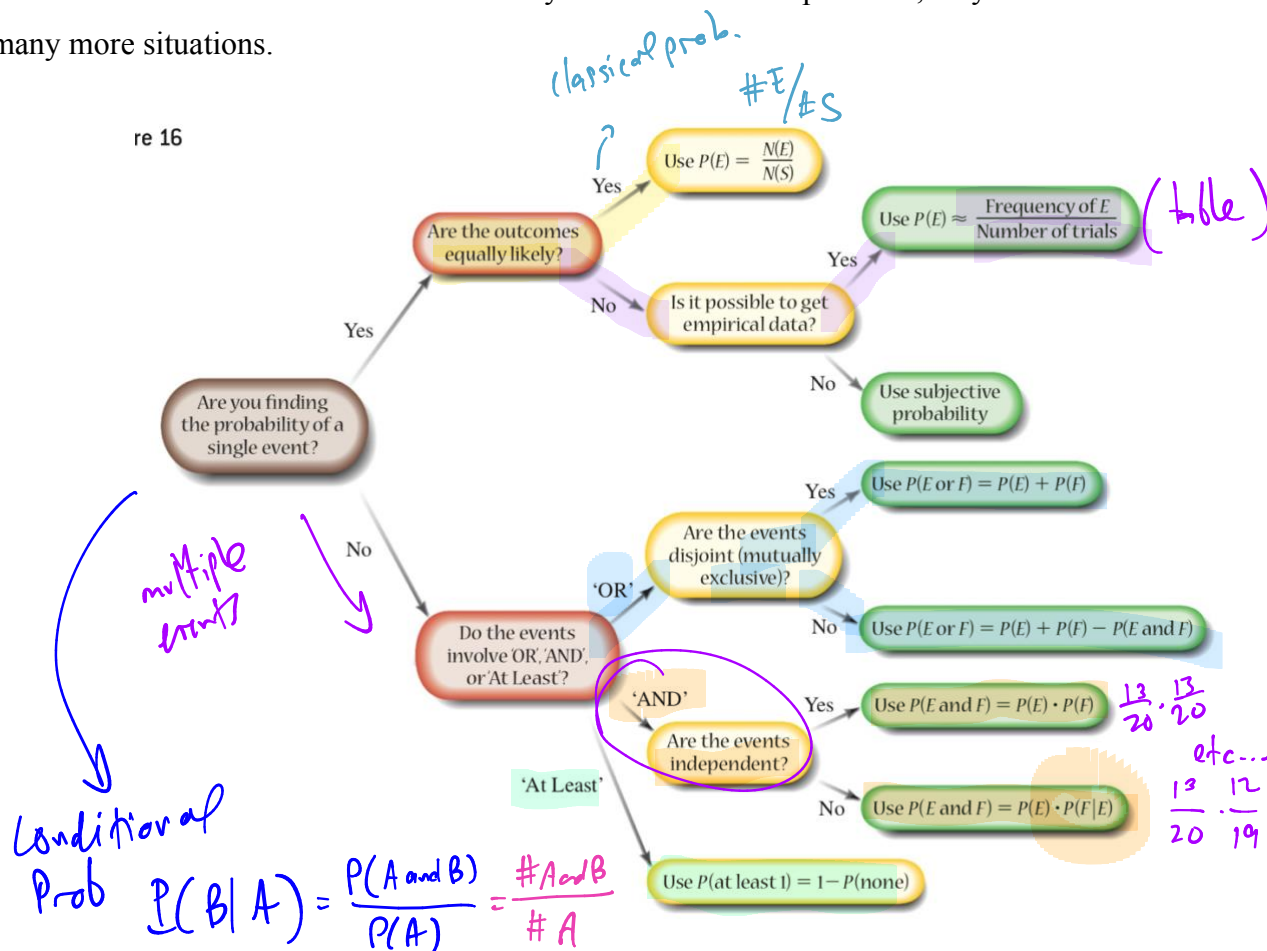 many more situations.
classical prob.
#E/#S
re 16
Use P(E) = N(E)/N(S)
Yes
Are the outcomes
equally likely?
Use P(E) ≈ Frequency of E/Number of trials
(table)
Yes
No
Is it possible to get
empirical data?
Yes
No
Use subjective
probability
Are you finding
the probability of a
single event?
Yes
Use P(E or F) = P(E) + P(F)
Are the events
disjoint (mutually
exclusive)?
No
multiple
events
'OR'
No
Use P(E or F) = P(E) + P(F) − P(E and F)
Do the events
involve 'OR', 'AND',
or 'At Least'?
'AND'
Yes
Use P(E and F) = P(E) · P(F)
13/20 · 13/20
Are the events
independent?
etc...
'At Least'
No
Use P(E and F) = P(E) · P(F|E)
13/20 · 12/19
Conditional
Prob
P(B|A) = P(A and B)/P(A) = #A and B/#A
Use P(at least 1) = 1− P(none)